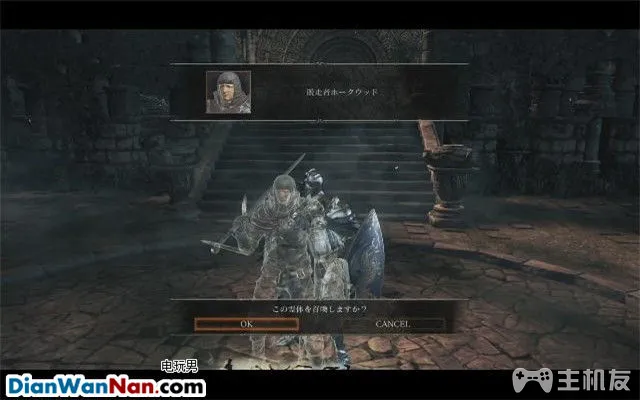 脱走者ホークウッド
この霊体を召喚しますか?
OK
CANCEL
电玩男
DianWanNan.com
主机友